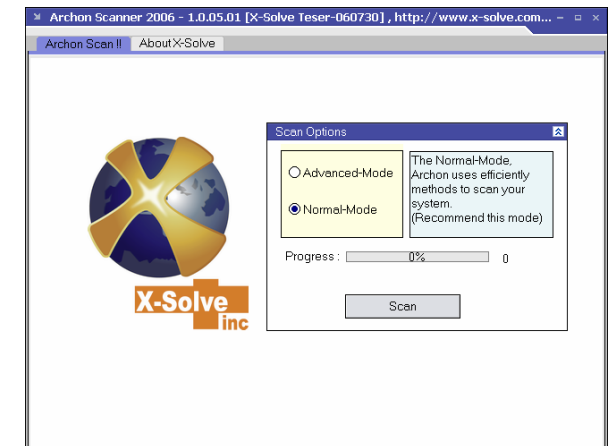 Archon Scanner 2006 - 1.0.05.01 [X-Solve Teser-060730] , http://www.x-solve.com...
Archon Scan !! About X-Solve
Scan Options
Advanced-Mode
Normal-Mode
The Normal-Mode,
Archon uses efficiently
methods to scan your
system.
(Recommend this mode)
Progress : 0% 0
Scan
X-Solve
inc